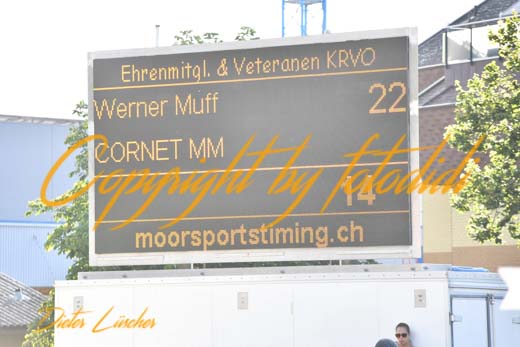 Ehrenmitgl. & Veteranen KRVO
Werner Muff 22
CORNET MM
Copyright by fotodidi
14
moorsportstiming.ch
Dieter Lüscher